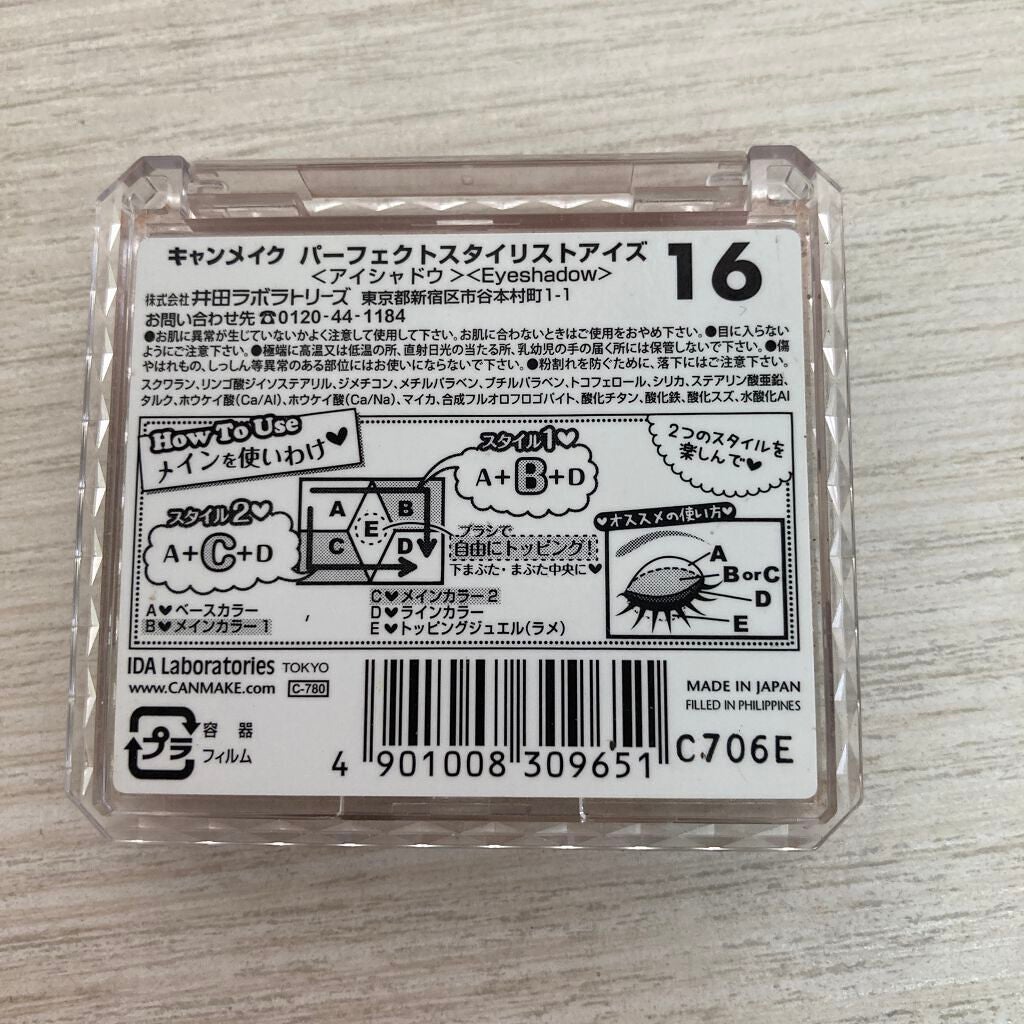 キャンメイク パーフェクトスタイリストアイズ 16
＜アイシャドウ＞＜Eyeshadow＞
株式会社 井田ラボラトリーズ 東京都新宿区市谷本村町1-1
お問い合わせ先 ☎0120-44-1184
●お肌に異常が生じていないかよく注意して使用して下さい。お肌に合わないときはご使用をおやめ下さい。●目に入らない
ようにご注意下さい。●極端に高温又は低温の所、直射日光の当たる所、乳幼児の手の届く所には保管しないで下さい。●傷
やはれもの、しっしん等異常のある部位にはお使いにならないで下さい。●粉割れを防ぐために、落下にはご注意下さい。
スクワラン、リンゴ酸ジイソステアリル、ジメチコン、メチルパラベン、ブチルパラベン、トコフェロール、シリカ、ステアリン酸亜鉛、
タルク、ホウケイ酸(Ca/Al)、ホウケイ酸(Ca/Na)、マイカ、合成フルオロフロゴパイト、酸化チタン、酸化鉄、酸化スズ、水酸化Al
How To Use
メインを使いわけ♥
スタイル1♥
A+B+D
2つのスタイルを
楽しんで♥
スタイル2♥
A+C+D
A
B
C
D
E
ブラシで
自由にトッピング!
下まぶた・まぶた中央に♥
♥オススメの使い方♥
A
B or C
D
E
A♥ベースカラー
B♥メインカラー1
C♥メインカラー2
D♥ラインカラー
E♥トッピングジュエル(ラメ)
IDA Laboratories TOKYO
www.CANMAKE.com C-780
プラ
容器
フィルム
4 901008 309651
MADE IN JAPAN
FILLED IN PHILIPPINES
C706E